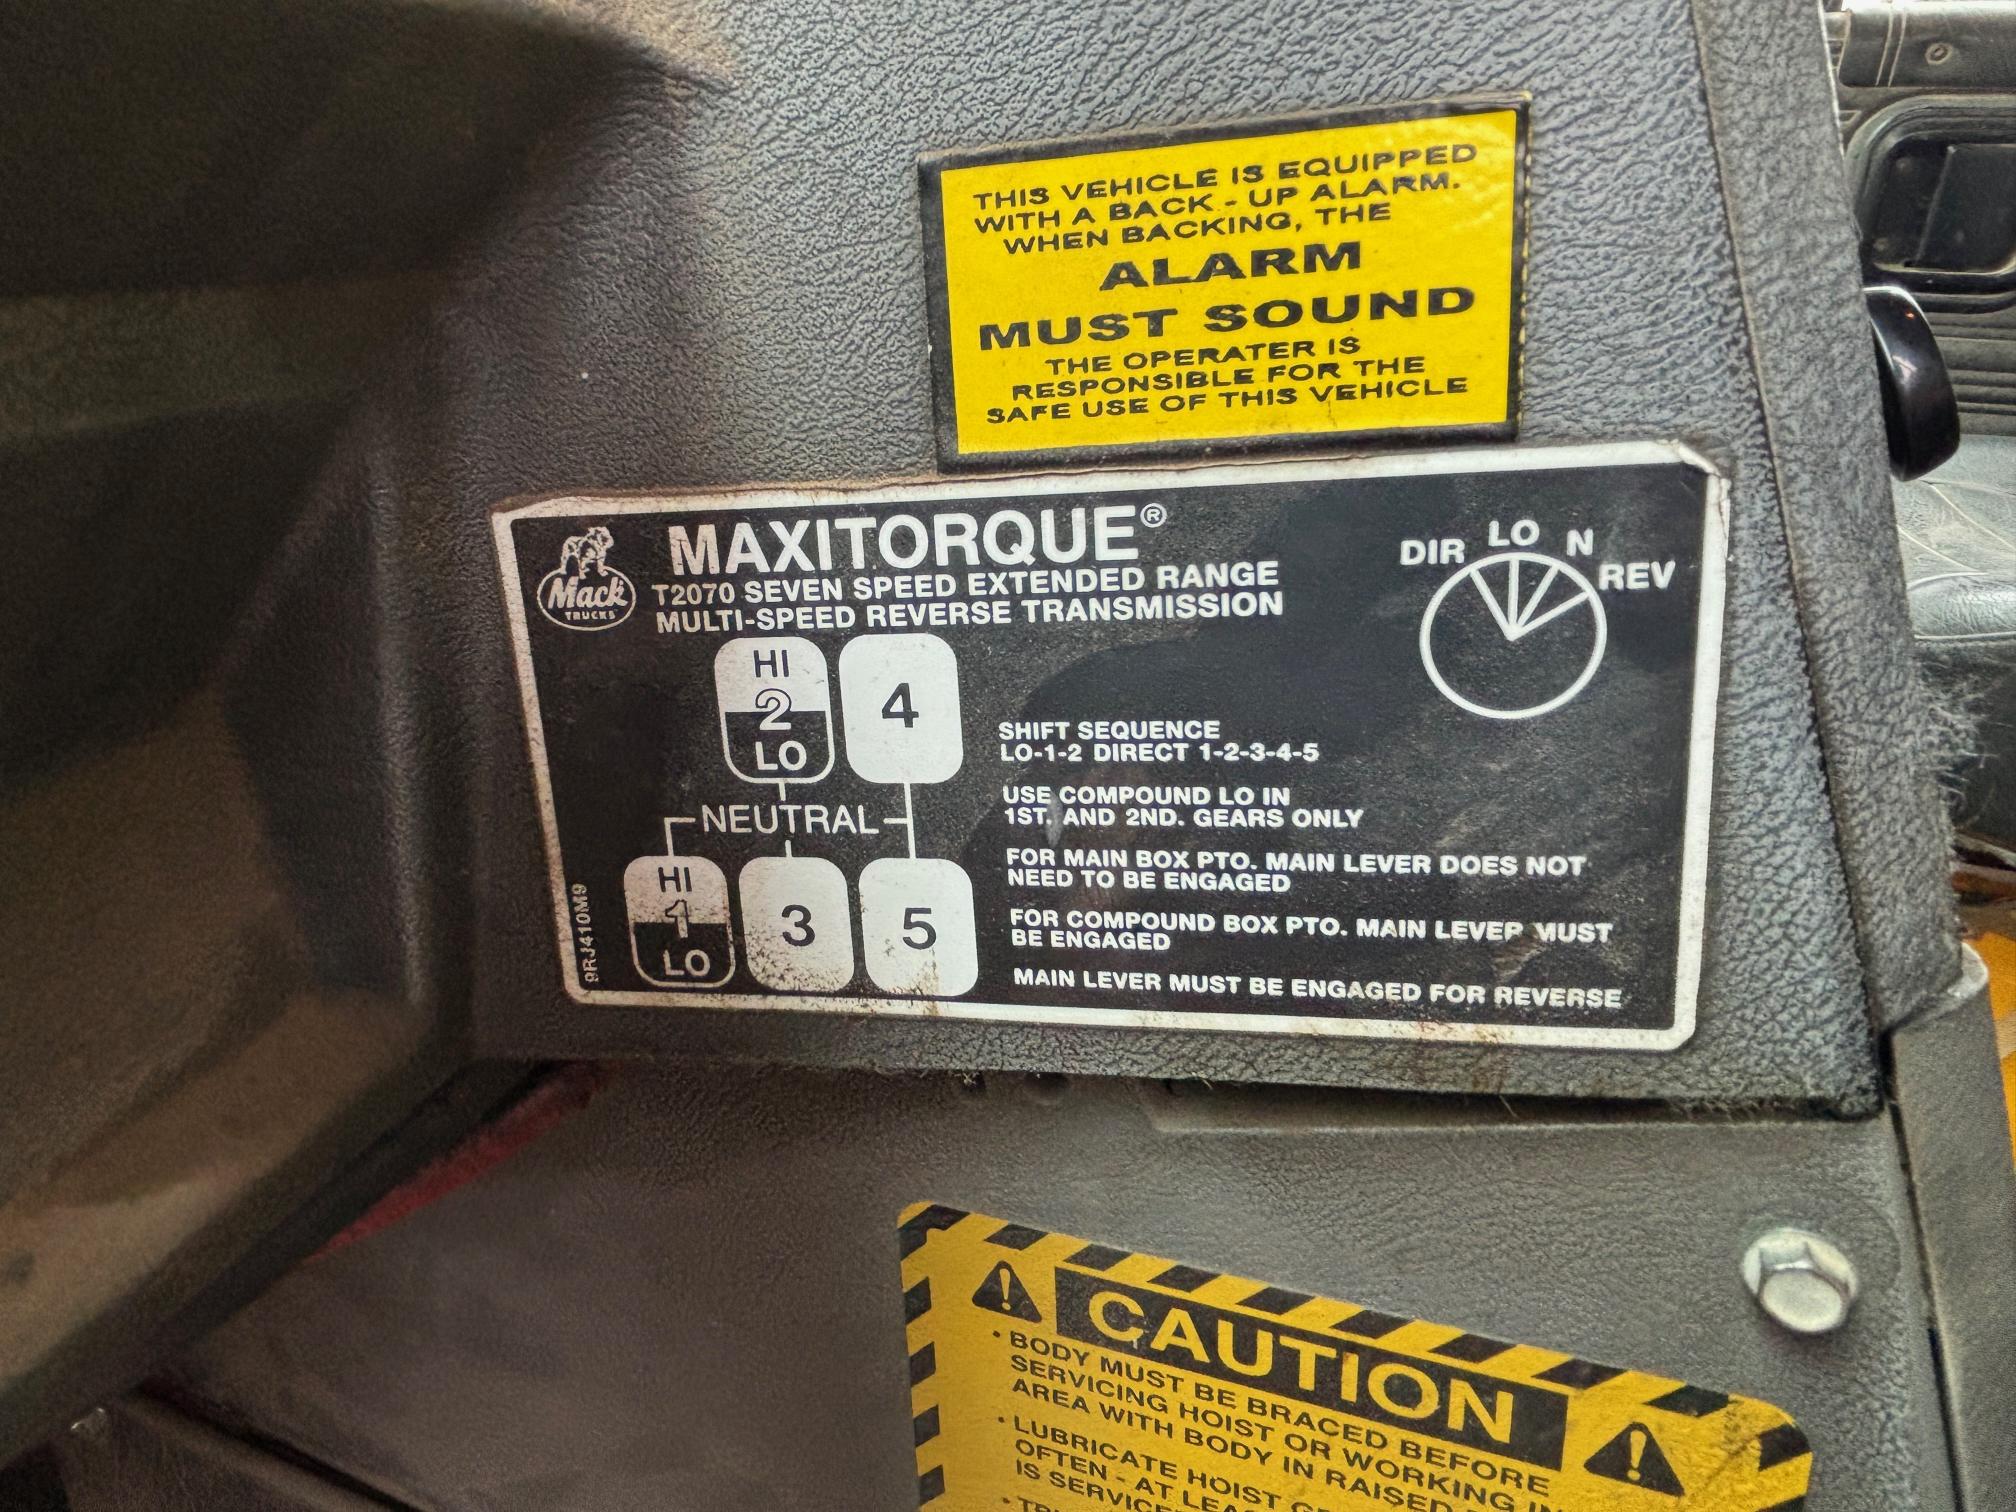 THIS VEHICLE IS EQUIPPED
WITH A BACK - UP ALARM.
WHEN BACKING, THE
ALARM
MUST SOUND
THE OPERATER IS
RESPONSIBLE FOR THE
SAFE USE OF THIS VEHICLE
Mack
TRUCKS
MAXITORQUE®
T2070 SEVEN SPEED EXTENDED RANGE
MULTI-SPEED REVERSE TRANSMISSION
DIR LO N REV
HI
2
LO
4
NEUTRAL
HI
1
LO
3
5
9RJ410M9
SHIFT SEQUENCE
LO-1-2 DIRECT 1-2-3-4-5
USE COMPOUND LO IN
1ST. AND 2ND. GEARS ONLY
FOR MAIN BOX PTO. MAIN LEVER DOES NOT
NEED TO BE ENGAGED
FOR COMPOUND BOX PTO. MAIN LEVER MUST
BE ENGAGED
MAIN LEVER MUST BE ENGAGED FOR REVERSE
CAUTION
• BODY MUST BE BRACED BEFORE
SERVICING HOIST OR WORKING IN
AREA WITH BODY IN RAISED
• LUBRICATE HOIST
OFTEN - AT
IS